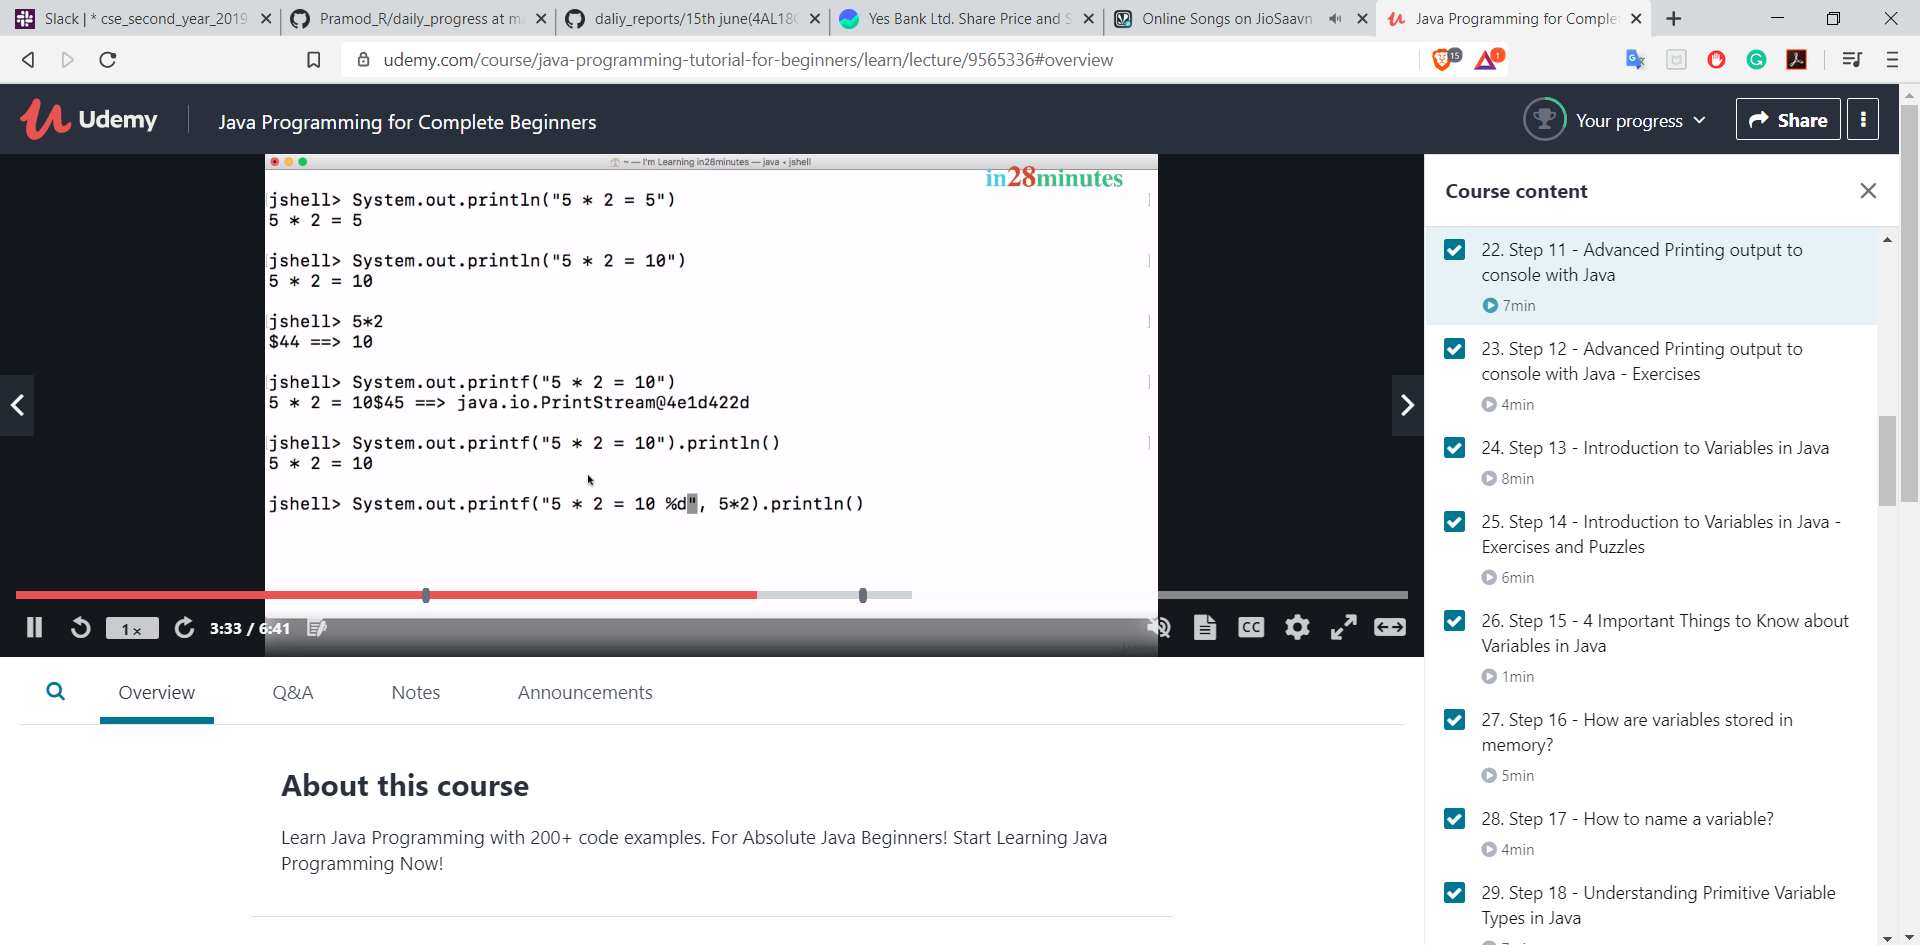 Slack | * cse_second_year_2019
Pramod_R/daily_progress at m
daliy_reports/15th june(4AL18
Yes Bank Ltd. Share Price and S
Online Songs on JioSaavn
Java Programming for Comple
udemy.com/course/java-programming-tutorial-for-beginners/learn/lecture/9565336#overview
15
1
Udemy
Java Programming for Complete Beginners
Your progress
Share
~ — I'm Learning in28minutes — java • jshell
in28minutes
jshell> System.out.println("5 * 2 = 5")
5 * 2 = 5
jshell> System.out.println("5 * 2 = 10")
5 * 2 = 10
jshell> 5*2
$44 ==> 10
jshell> System.out.printf("5 * 2 = 10")
5 * 2 = 10$45 ==> java.io.PrintStream@4e1d422d
jshell> System.out.printf("5 * 2 = 10").println()
5 * 2 = 10
jshell> System.out.printf("5 * 2 = 10 %d", 5*2).println()
1x
3:33 / 6:41
CC
Overview
Q&A
Notes
Announcements
About this course
Learn Java Programming with 200+ code examples. For Absolute Java Beginners! Start Learning Java
Programming Now!
Course content
22. Step 11 - Advanced Printing output to
console with Java
7min
23. Step 12 - Advanced Printing output to
console with Java - Exercises
4min
24. Step 13 - Introduction to Variables in Java
8min
25. Step 14 - Introduction to Variables in Java -
Exercises and Puzzles
6min
26. Step 15 - 4 Important Things to Know about
Variables in Java
1min
27. Step 16 - How are variables stored in
memory?
5min
28. Step 17 - How to name a variable?
4min
29. Step 18 - Understanding Primitive Variable
Types in Java